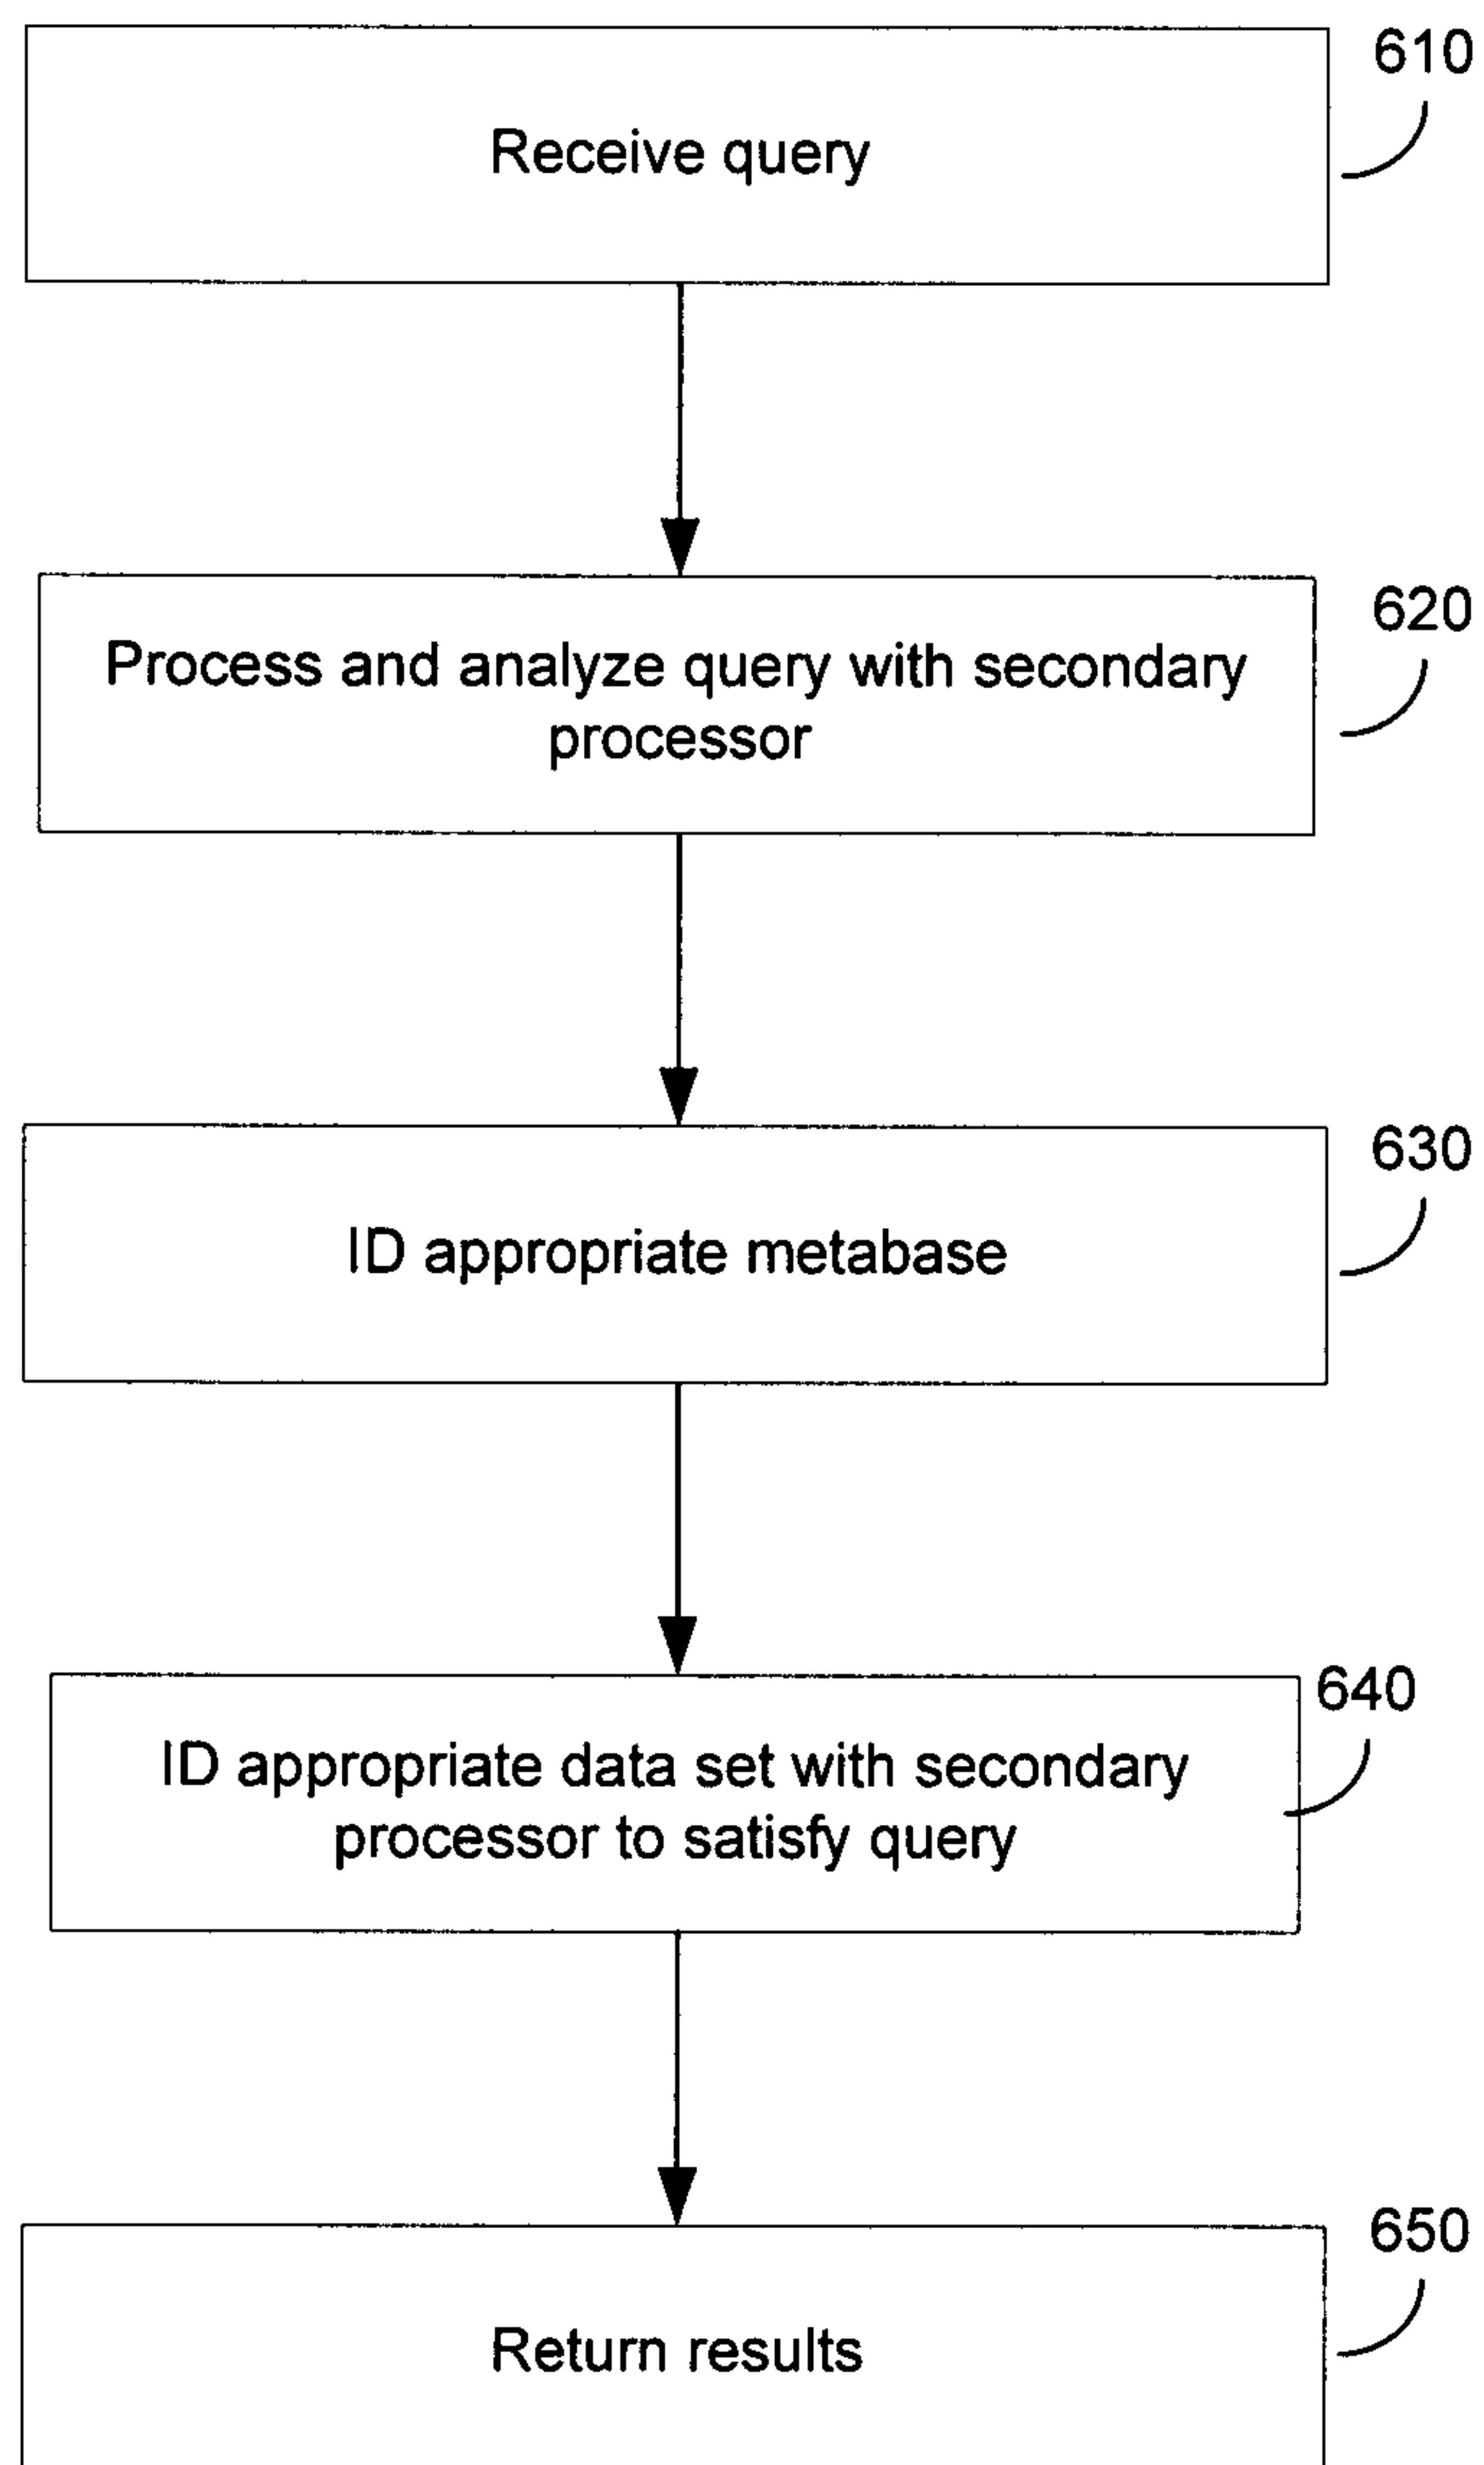 610
Receive query
620
Process and analyze query with secondary
processor
630
ID appropriate metabase
640
ID appropriate data set with secondary
processor to satisfy query
650
Return results